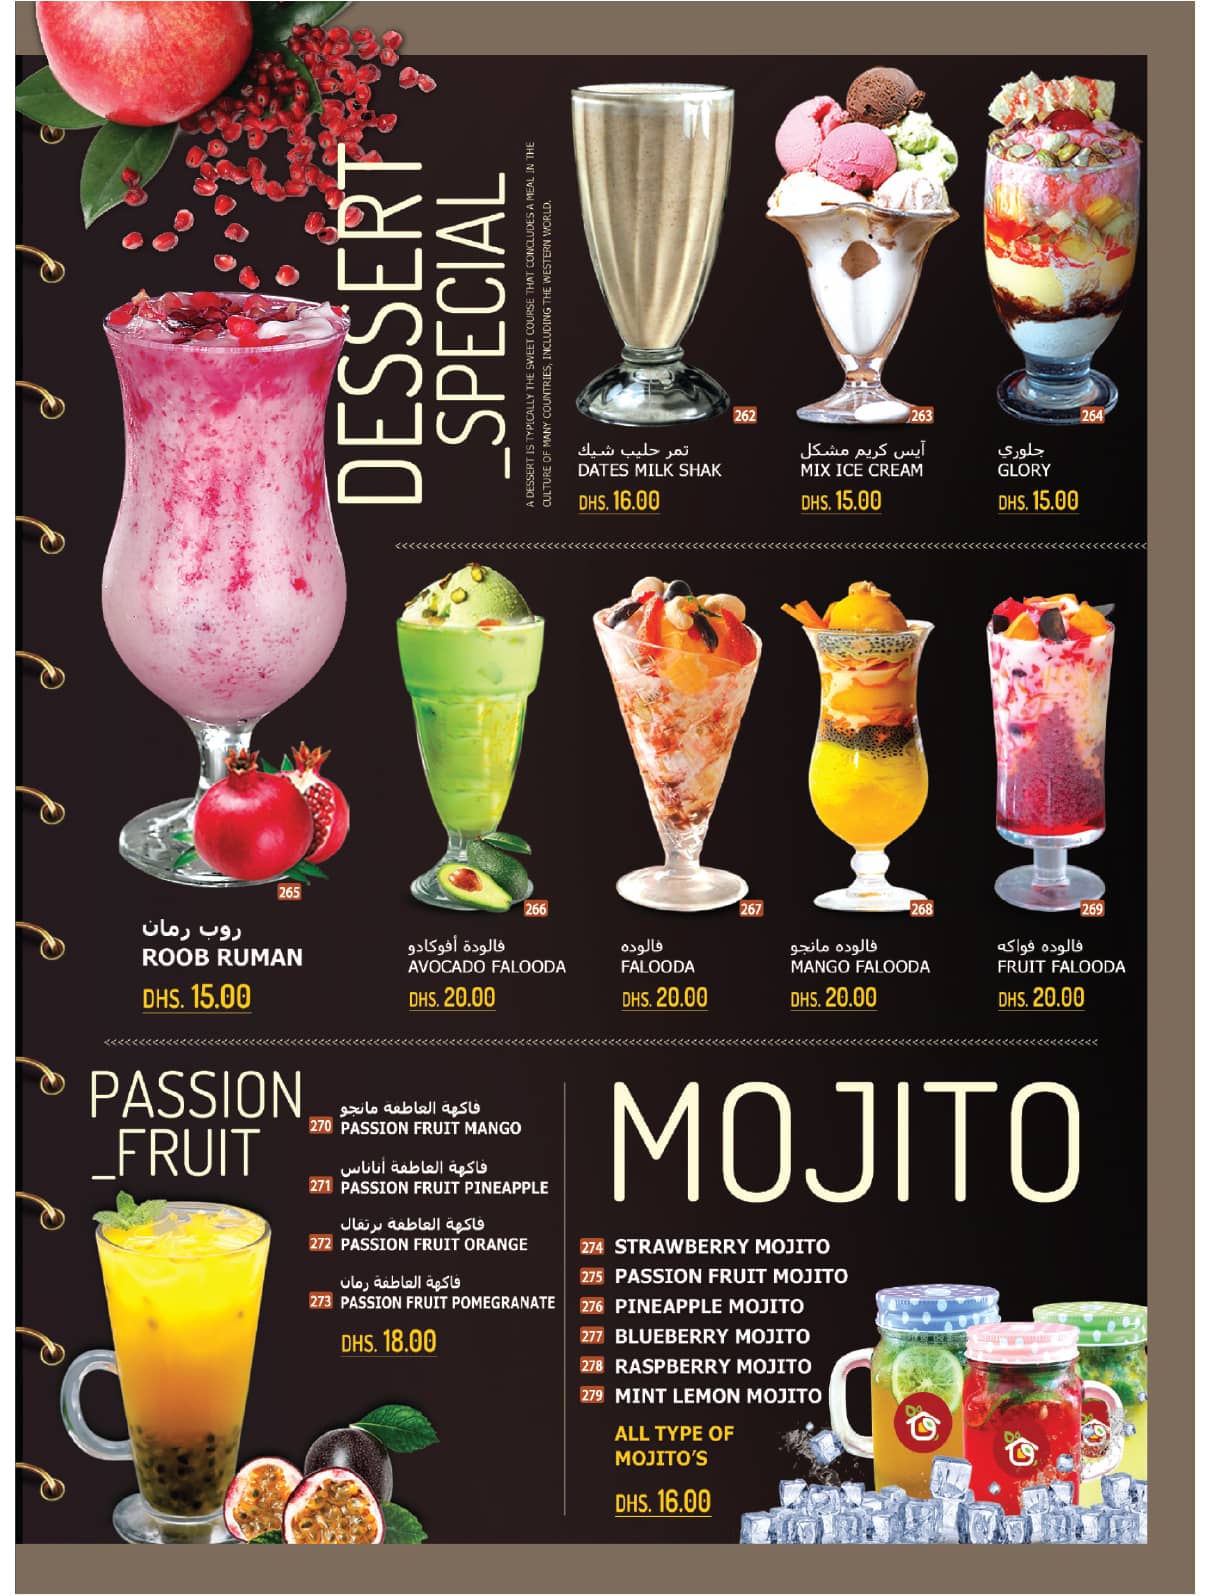 DESSERT
_SPECIAL
A DESSERT IS TYPICALLY THE SWEET COURSE THAT CONCLUDES A MEAL IN THE
CULTURE OF MANY COUNTRIES, INCLUDING THE WESTERN WORLD.
262
تمر حليب شيك
DATES MILK SHAK
DHS. 16.00
263
آيس كريم مشكل
MIX ICE CREAM
DHS. 15.00
264
جلوري
GLORY
DHS. 15.00
265
روب رمان
ROOB RUMAN
DHS. 15.00
266
فالودة أفوكادو
AVOCADO FALOODA
DHS. 20.00
267
فالوده
FALOODA
DHS. 20.00
268
فالوده مانجو
MANGO FALOODA
DHS. 20.00
269
فالوده فواكه
FRUIT FALOODA
DHS. 20.00
PASSION
_FRUIT
فاكهة العاطفة مانجو
270 PASSION FRUIT MANGO
فاكهة العاطفة أناناس
271 PASSION FRUIT PINEAPPLE
فاكهة العاطفة برتقال
272 PASSION FRUIT ORANGE
فاكهة العاطفة رمان
273 PASSION FRUIT POMEGRANATE
DHS. 18.00
MOJITO
274 STRAWBERRY MOJITO
275 PASSION FRUIT MOJITO
276 PINEAPPLE MOJITO
277 BLUEBERRY MOJITO
278 RASPBERRY MOJITO
279 MINT LEMON MOJITO
ALL TYPE OF
MOJITO'S
DHS. 16.00